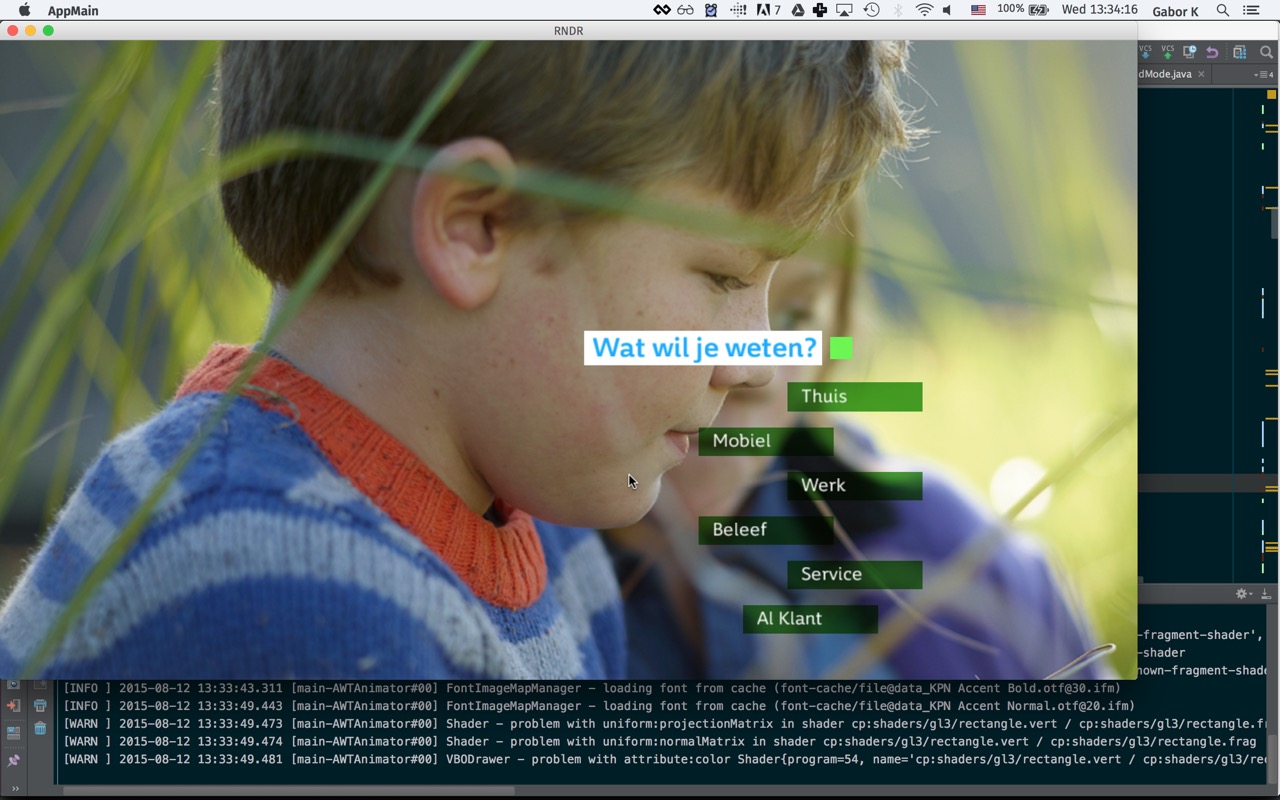 AppMain
7
100%
Wed 13:34:16
Gabor K
RNDR
VCS
VCS
dMode.java
4
Wat wil je weten?
Thuis
Mobiel
Werk
Beleef
Service
Al Klant
-fragment-shader',
-shader
nown-fragment-shade
[INFO ] 2015-08-12 13:33:43.311 [main-AWTAnimator#00] FontImageMapManager – loading font from cache (font-cache/file@data_KPN Accent Bold.otf@30.ifm)
[INFO ] 2015-08-12 13:33:49.443 [main-AWTAnimator#00] FontImageMapManager – loading font from cache (font-cache/file@data_KPN Accent Normal.otf@20.ifm)
[WARN ] 2015-08-12 13:33:49.473 [main-AWTAnimator#00] Shader – problem with uniform:projectionMatrix in shader cp:shaders/gl3/rectangle.vert / cp:shaders/gl3/rectangle.fr
[WARN ] 2015-08-12 13:33:49.474 [main-AWTAnimator#00] Shader – problem with uniform:normalMatrix in shader cp:shaders/gl3/rectangle.vert / cp:shaders/gl3/rectangle.frag
[WARN ] 2015-08-12 13:33:49.481 [main-AWTAnimator#00] VBODrawer – problem with attribute:color Shader{program=54, name='cp:shaders/gl3/rectangle.vert / cp:shaders/gl3/rec